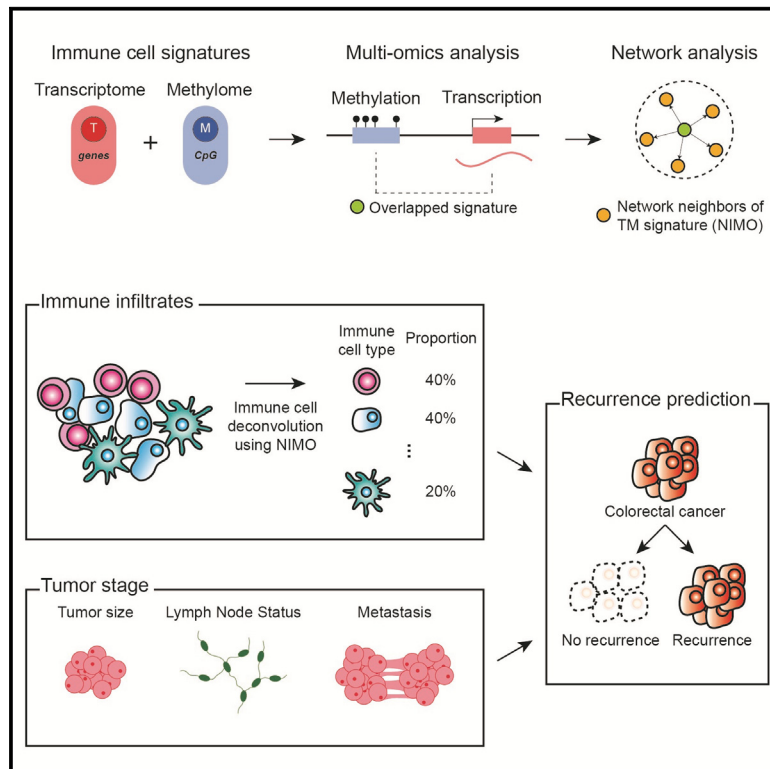 Immune cell signatures
Transcriptome
Methylome
T
genes
+
M
CpG
Multi-omics analysis
Methylation
Transcription
Overlapped signature
Network analysis
Network neighbors
of TM signature (NIMO)
Immune infiltrates
Immune cell
deconvolution
using NIMO
Immune
cell type
Proportion
40%
40%
...
20%
Tumor stage
Tumor size
Lymph Node Status
Metastasis
Recurrence prediction
Colorectal cancer
No recurrence
Recurrence